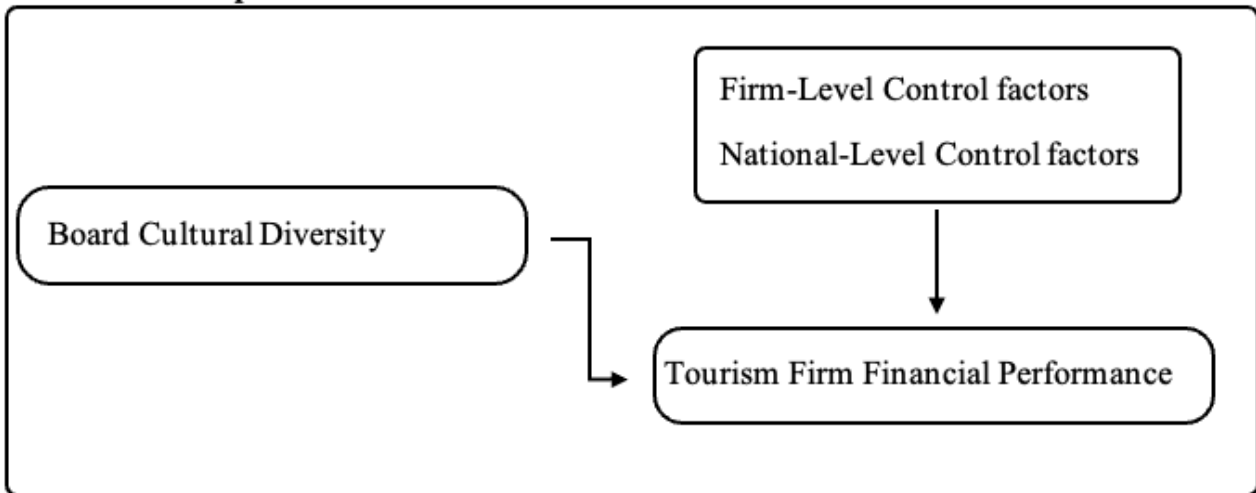 Firm-Level Control factors
National-Level Control factors
Board Cultural Diversity
Tourism Firm Financial Performance